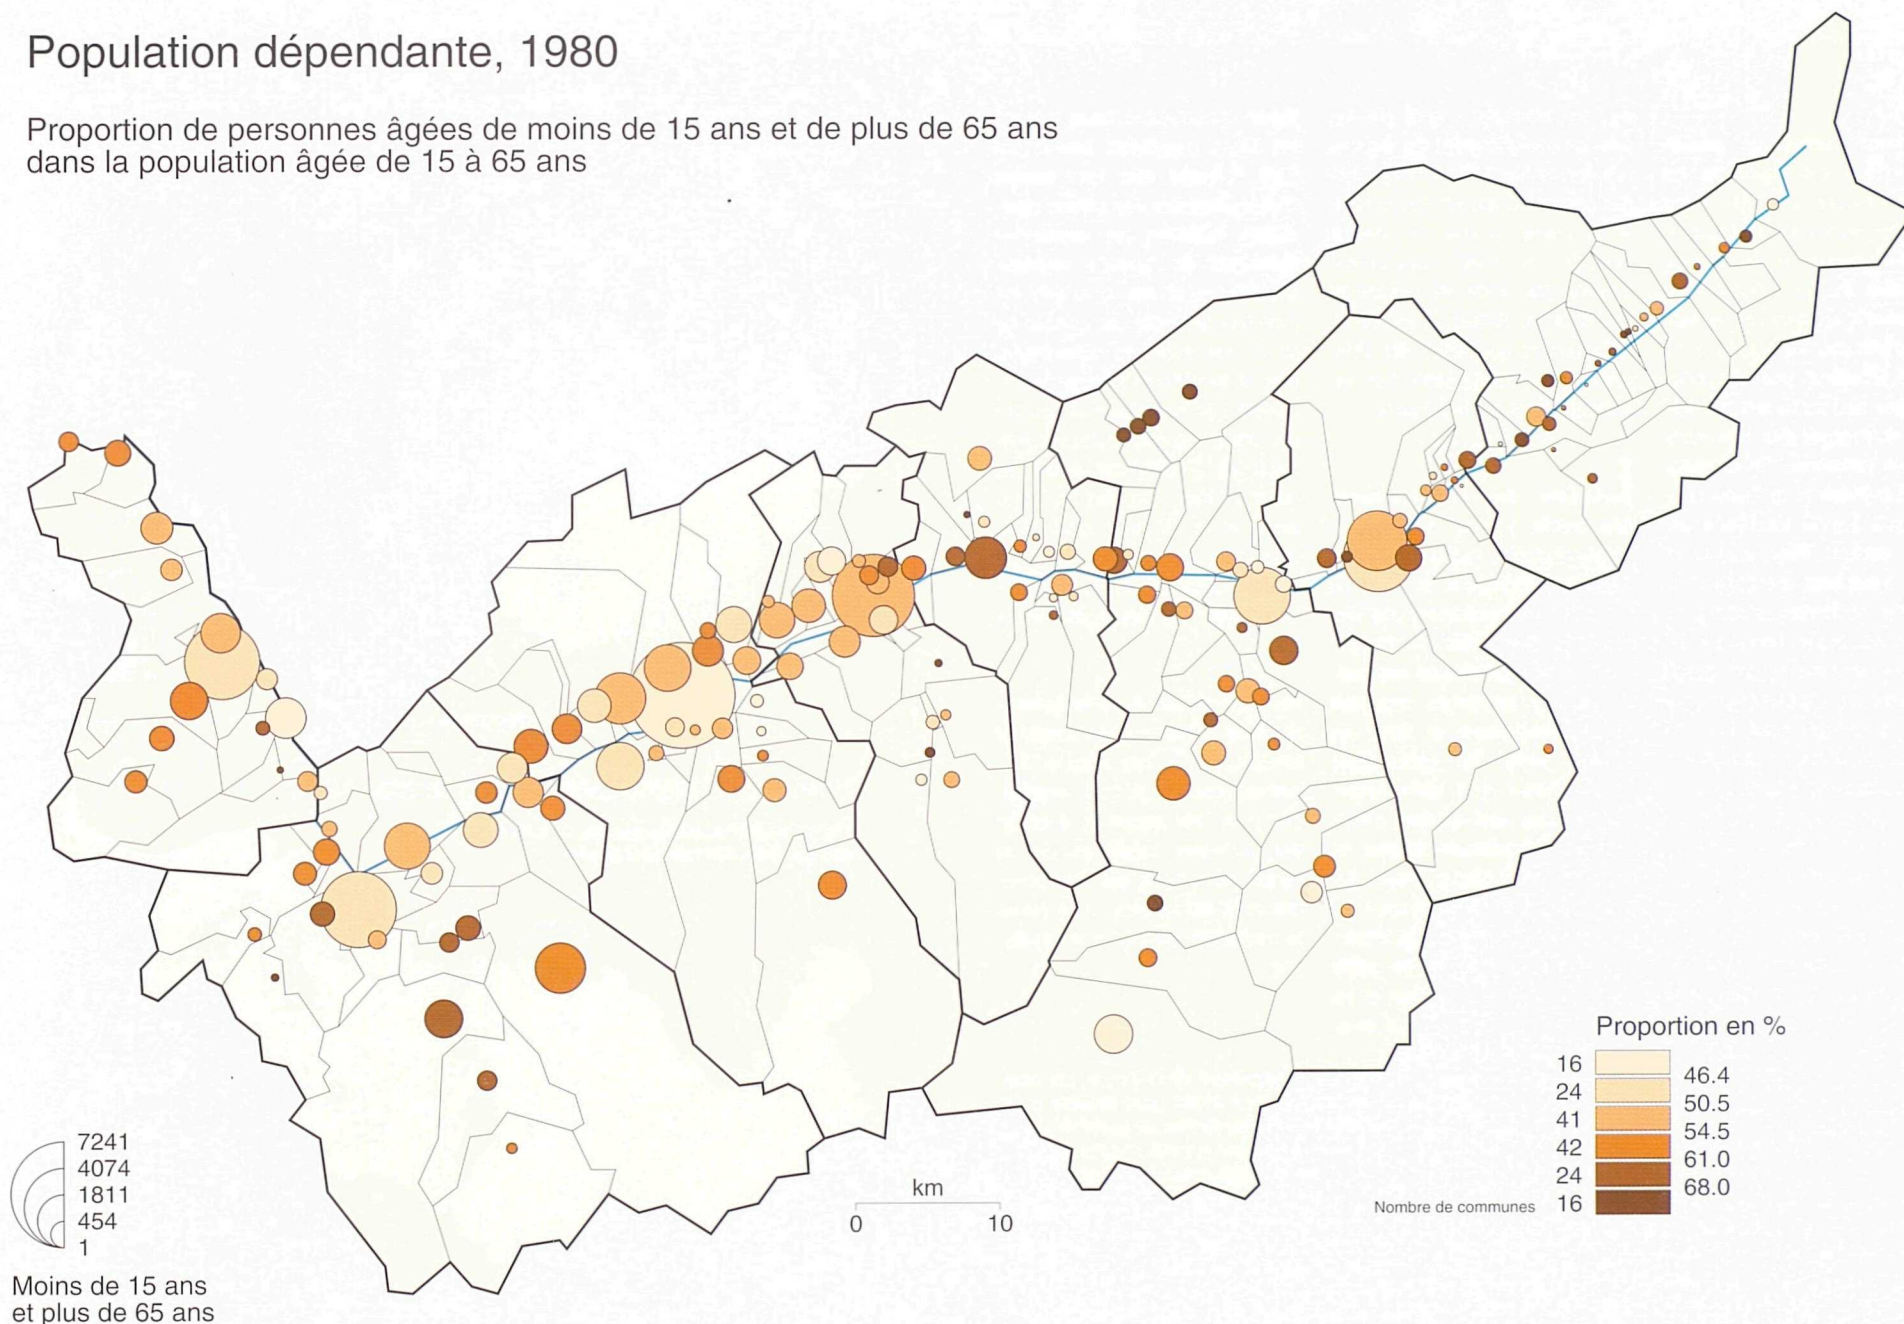 Population dépendante, 1980
Proportion de personnes âgées de moins de 15 ans et de plus de 65 ans
dans la population âgée de 15 à 65 ans
Proportion en %
16
46.4
24
50.5
41
54.5
42
61.0
24
68.0
Nombre de communes 16
7241
4074
1811
454
1
Moins de 15 ans
et plus de 65 ans
km
0 10